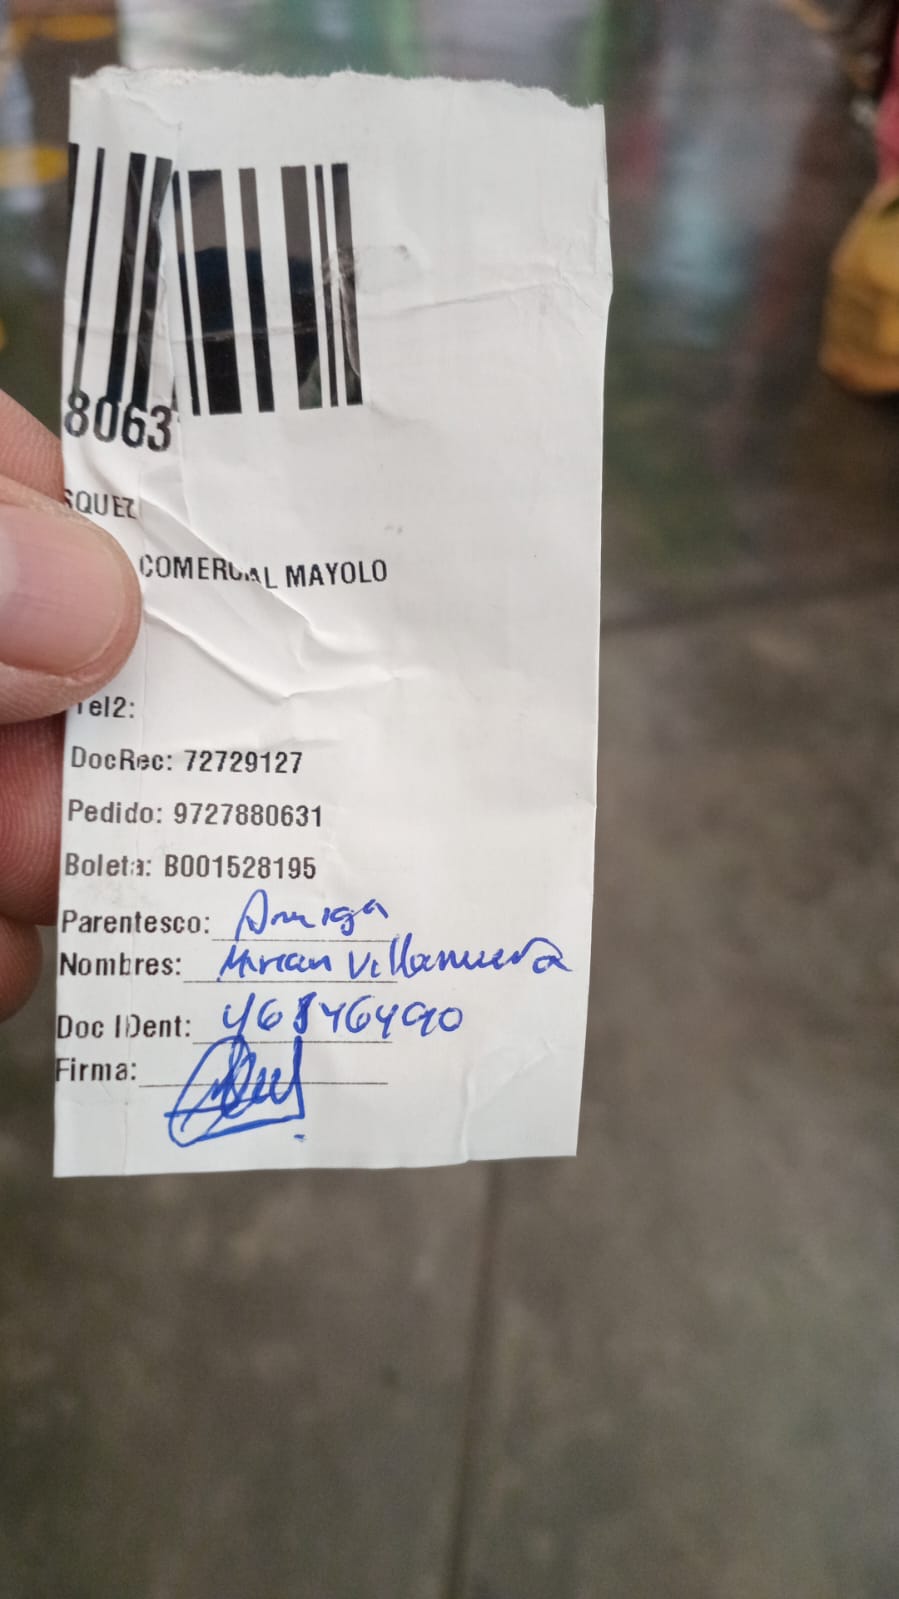 8063
SQUEZ
COMERCIAL MAYOLO
Tel2:
DocRec: 72729127
Pedido: 9727880631
Boleta: B001528195
Parentesco: Amiga
Nombres: Mirian Villanueva
Doc IDent:
Firma: